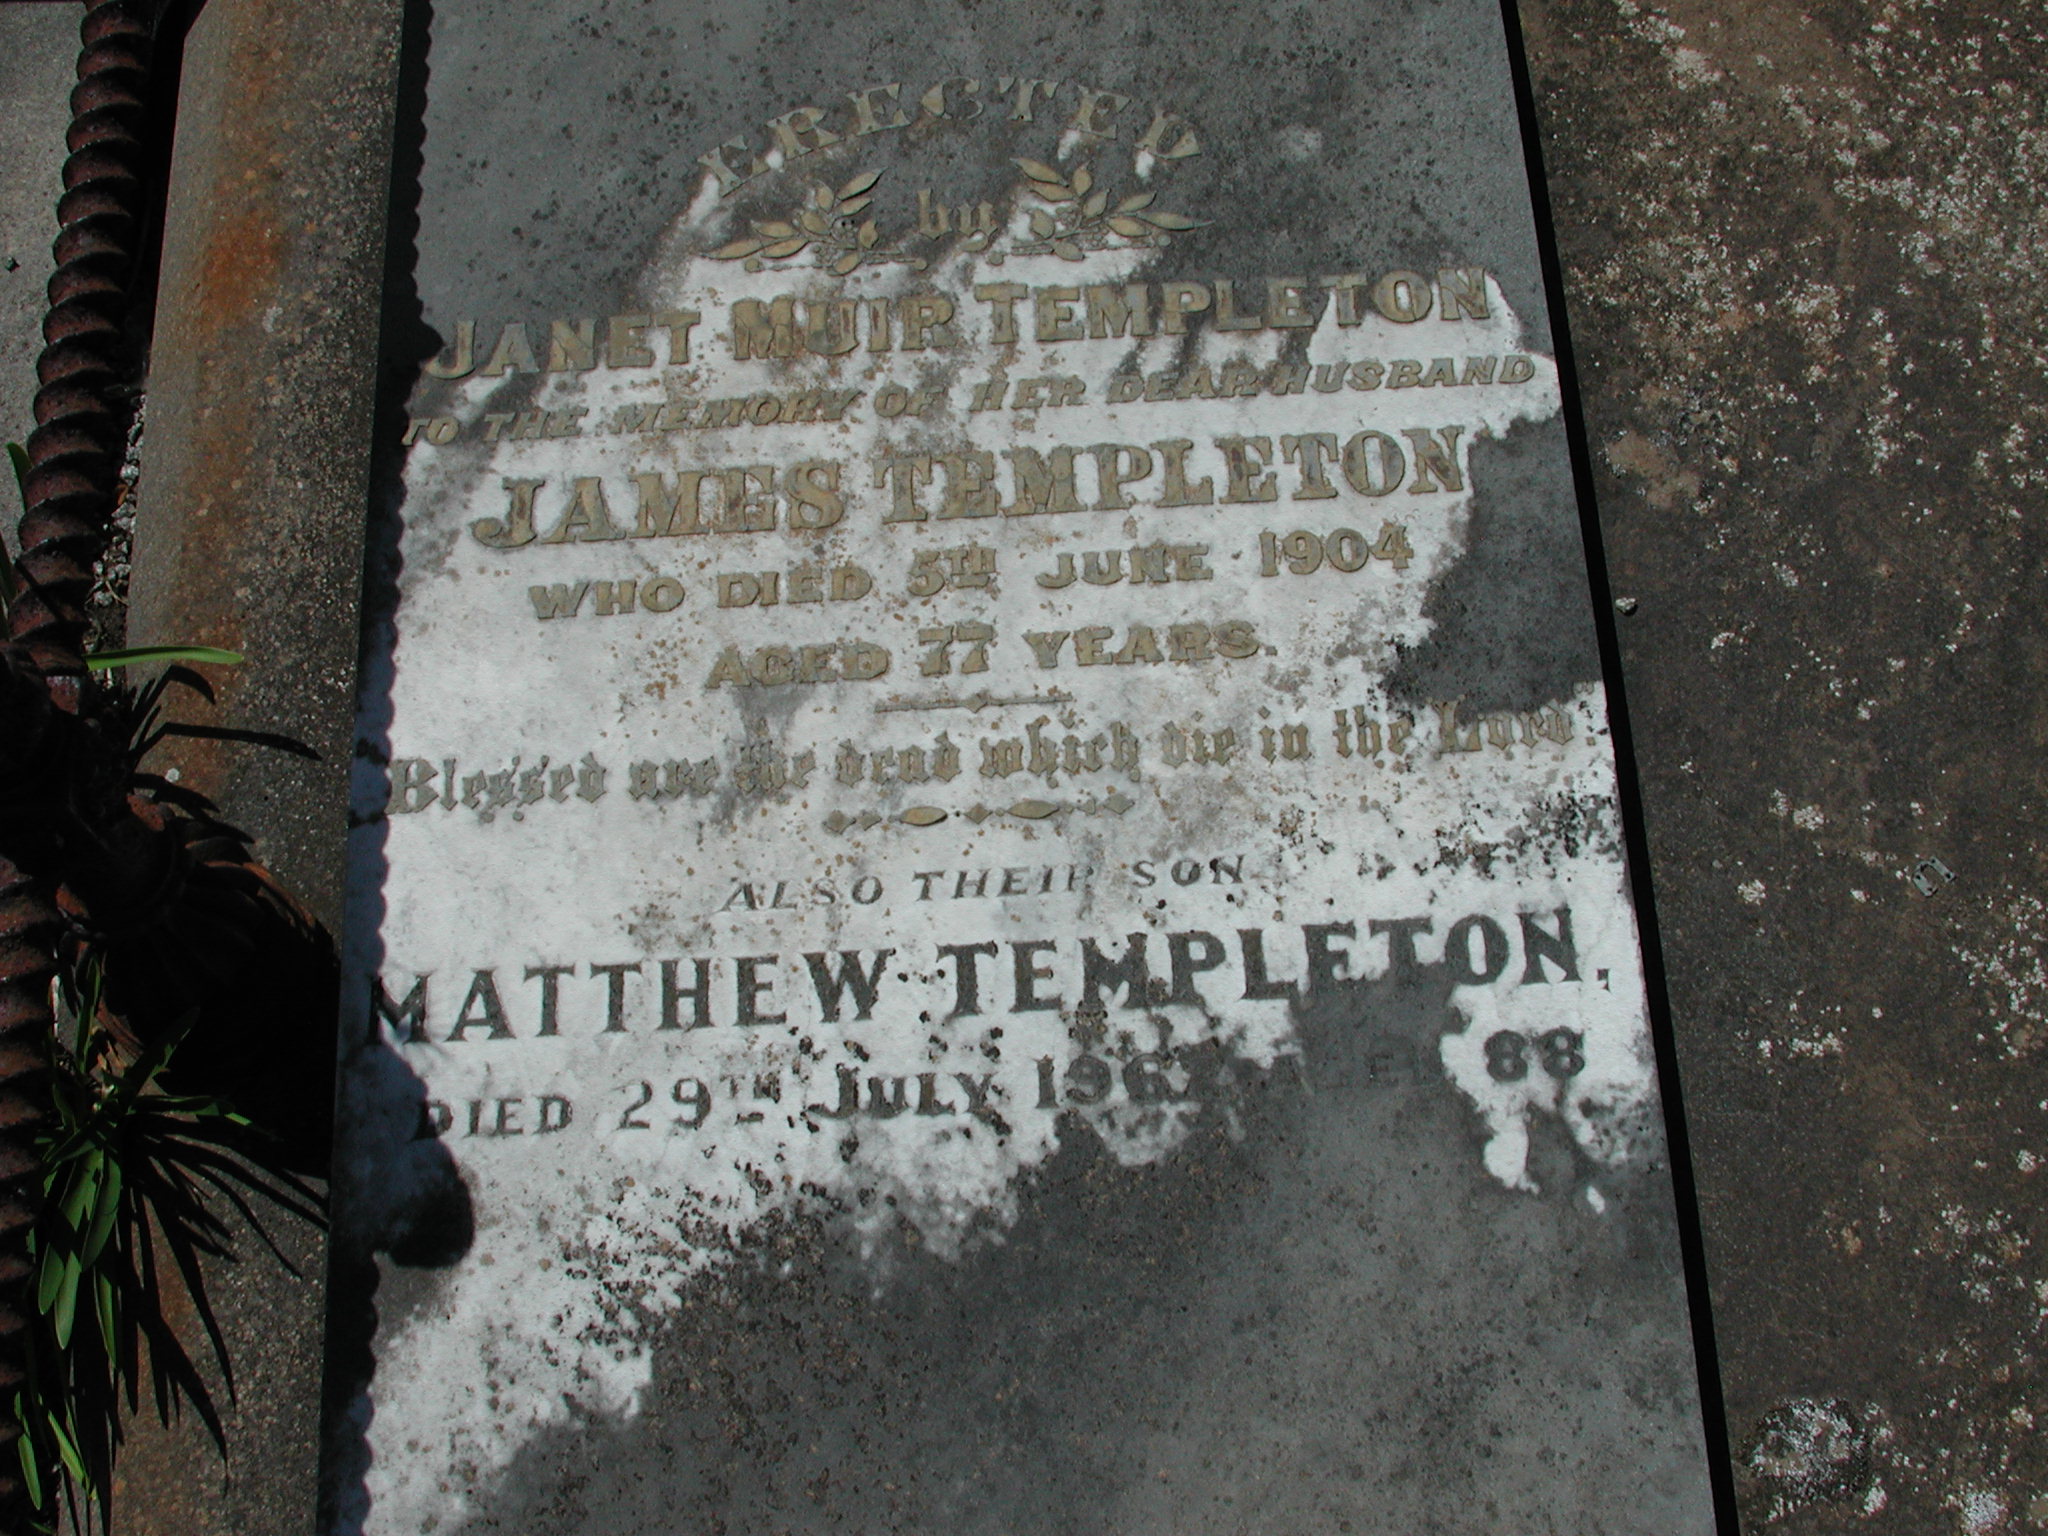 ERECTED
by
JANET MUIR TEMPLETON
TO THE MEMORY OF HER DEAR HUSBAND
JAMES TEMPLETON
WHO DIED 5TH JUNE 1904
AGED 77 YEARS.
Blessed are the dead which die in the Lord.
ALSO THEIR SON
MATTHEW TEMPLETON,
DIED 29TH JULY 88